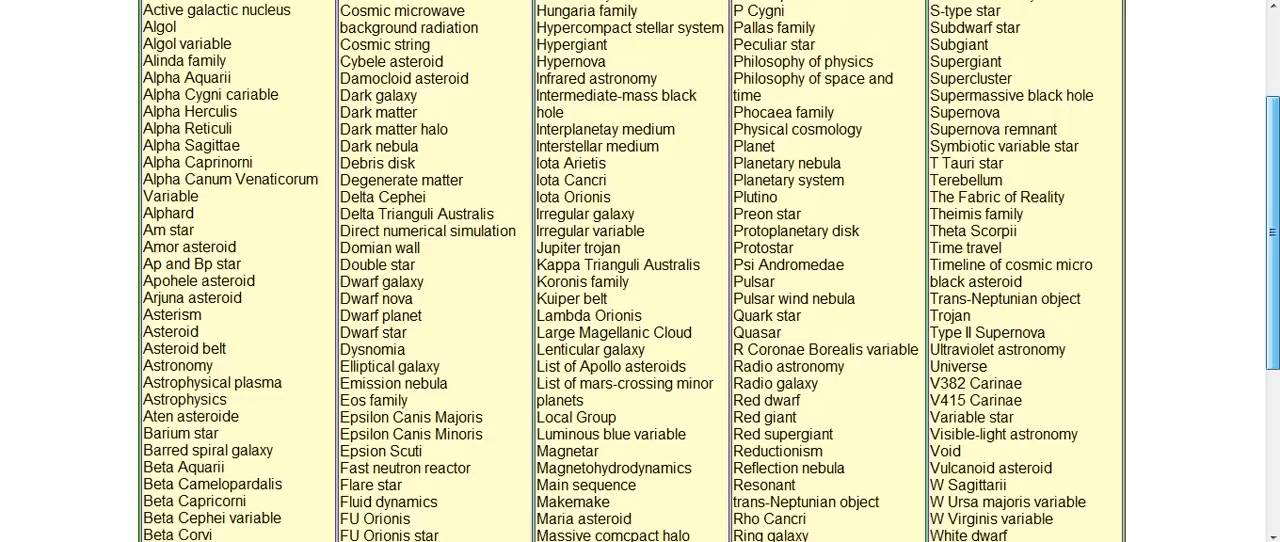 Active galactic nucleus
Algol
Algol variable
Alinda family
Alpha Aquarii
Alpha Cygni cariable
Alpha Herculis
Alpha Reticuli
Alpha Sagittae
Alpha Caprinorni
Alpha Canum Venaticorum
Variable
Alphard
Am star
Amor asteroid
Ap and Bp star
Apohele asteroid
Arjuna asteroid
Asterism
Asteroid
Asteroid belt
Astronomy
Astrophysical plasma
Astrophysics
Aten asteroide
Barium star
Barred spiral galaxy
Beta Aquarii
Beta Camelopardalis
Beta Capricorni
Beta Cephei variable
Beta Corvi
Cosmic microwave
background radiation
Cosmic string
Cybele asteroid
Damocloid asteroid
Dark galaxy
Dark matter
Dark matter halo
Dark nebula
Debris disk
Degenerate matter
Delta Cephei
Delta Trianguli Australis
Direct numerical simulation
Domian wall
Double star
Dwarf galaxy
Dwarf nova
Dwarf planet
Dwarf star
Dysnomia
Elliptical galaxy
Emission nebula
Eos family
Epsilon Canis Majoris
Epsilon Canis Minoris
Epsion Scuti
Fast neutron reactor
Flare star
Fluid dynamics
FU Orionis
FU Orionis star
Hungaria family
Hypercompact stellar system
Hypergiant
Hypernova
Infrared astronomy
Intermediate-mass black
hole
Interplanetay medium
Interstellar medium
Iota Arietis
Iota Cancri
Iota Orionis
Irregular galaxy
Irregular variable
Jupiter trojan
Kappa Trianguli Australis
Koronis family
Kuiper belt
Lambda Orionis
Large Magellanic Cloud
Lenticular galaxy
List of Apollo asteroids
List of mars-crossing minor
planets
Local Group
Luminous blue variable
Magnetar
Magnetohydrodynamics
Main sequence
Makemake
Maria asteroid
Massive comcpact halo
P Cygni
Pallas family
Peculiar star
Philosophy of physics
Philosophy of space and
time
Phocaea family
Physical cosmology
Planet
Planetary nebula
Planetary system
Plutino
Preon star
Protoplanetary disk
Protostar
Psi Andromedae
Pulsar
Pulsar wind nebula
Quark star
Quasar
R Coronae Borealis variable
Radio astronomy
Radio galaxy
Red dwarf
Red giant
Red supergiant
Reductionism
Reflection nebula
Resonant
trans-Neptunian object
Rho Cancri
Ring galaxy
S-type star
Subdwarf star
Subgiant
Supergiant
Supercluster
Supermassive black hole
Supernova
Supernova remnant
Symbiotic variable star
T Tauri star
Terebellum
The Fabric of Reality
Theimis family
Theta Scorpii
Time travel
Timeline of cosmic micro
black asteroid
Trans-Neptunian object
Trojan
Type II Supernova
Ultraviolet astronomy
Universe
V382 Carinae
V415 Carinae
Variable star
Visible-light astronomy
Void
Vulcanoid asteroid
W Sagittarii
W Ursa majoris variable
W Virginis variable
White dwarf